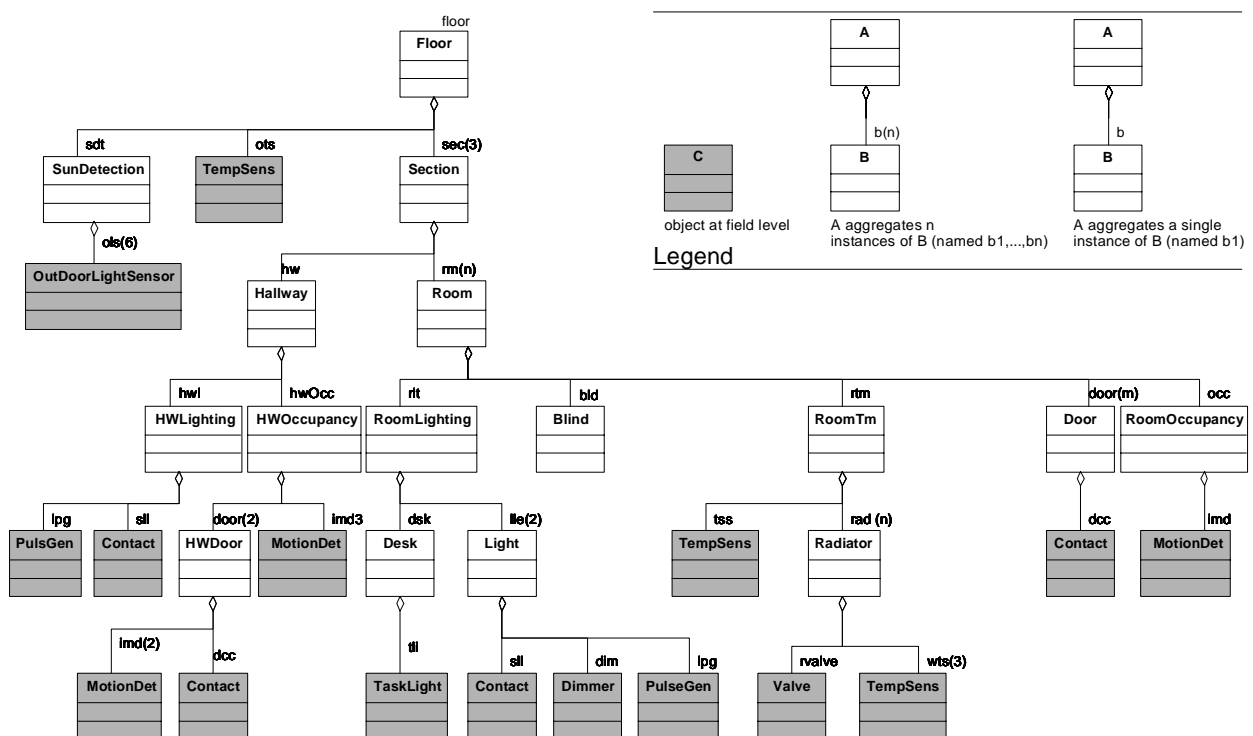 floor
Floor
sdt
ots
sec(3)
SunDetection
TempSens
Section
ols(6)
OutDoorLightSensor
hw
rm(n)
Hallway
Room
hwl
hwOcc
rlt
bld
rtm
door(m)
occ
HWLighting
HWOccupancy
RoomLighting
Blind
RoomTm
Door
RoomOccupancy
lpg
sll
door(2)
imd3
dsk
lle(2)
tss
rad (n)
dcc
imd
PulsGen
Contact
HWDoor
MotionDet
Desk
Light
TempSens
Radiator
Contact
MotionDet
imd(2)
dcc
tll
sll
dim
lpg
rvalve
wts(3)
MotionDet
Contact
TaskLight
Contact
Dimmer
PulseGen
Valve
TempSens
A
A
b(n)
b
C
B
B
object at field level
A aggregates n
instances of B (named b1,...,bn)
A aggregates a single
instance of B (named b1)
Legend